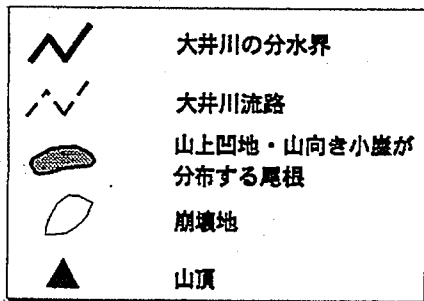 大井川の分水界
大井川流路
山上凹地・山向き小崖が
分布する尾根
崩壊地
山頂